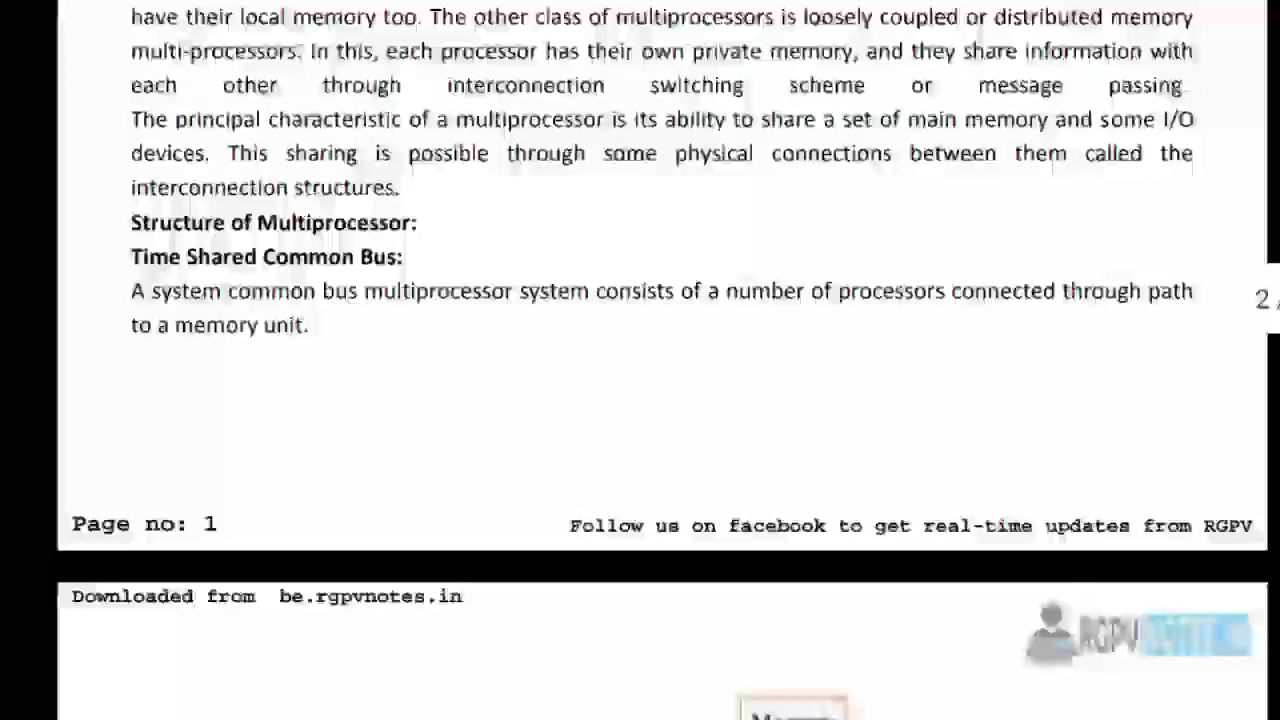 have their local memory too. The other class of multiprocessors is loosely coupled or distributed memory
multi-processors. In this, each processor has their own private memory, and they share information with
each other through interconnection switching scheme or message passing.
The principal characteristic of a multiprocessor is its ability to share a set of main memory and some I/O
devices. This sharing is possible through some physical connections between them called the
interconnection structures.
Structure of Multiprocessor:
Time Shared Common Bus:
A system common bus multiprocessor system consists of a number of processors connected through path
to a memory unit.
2
Page no: 1
Follow us on facebook to get real-time updates from RGPV
Downloaded from be.rgpvnotes.in
RGPV